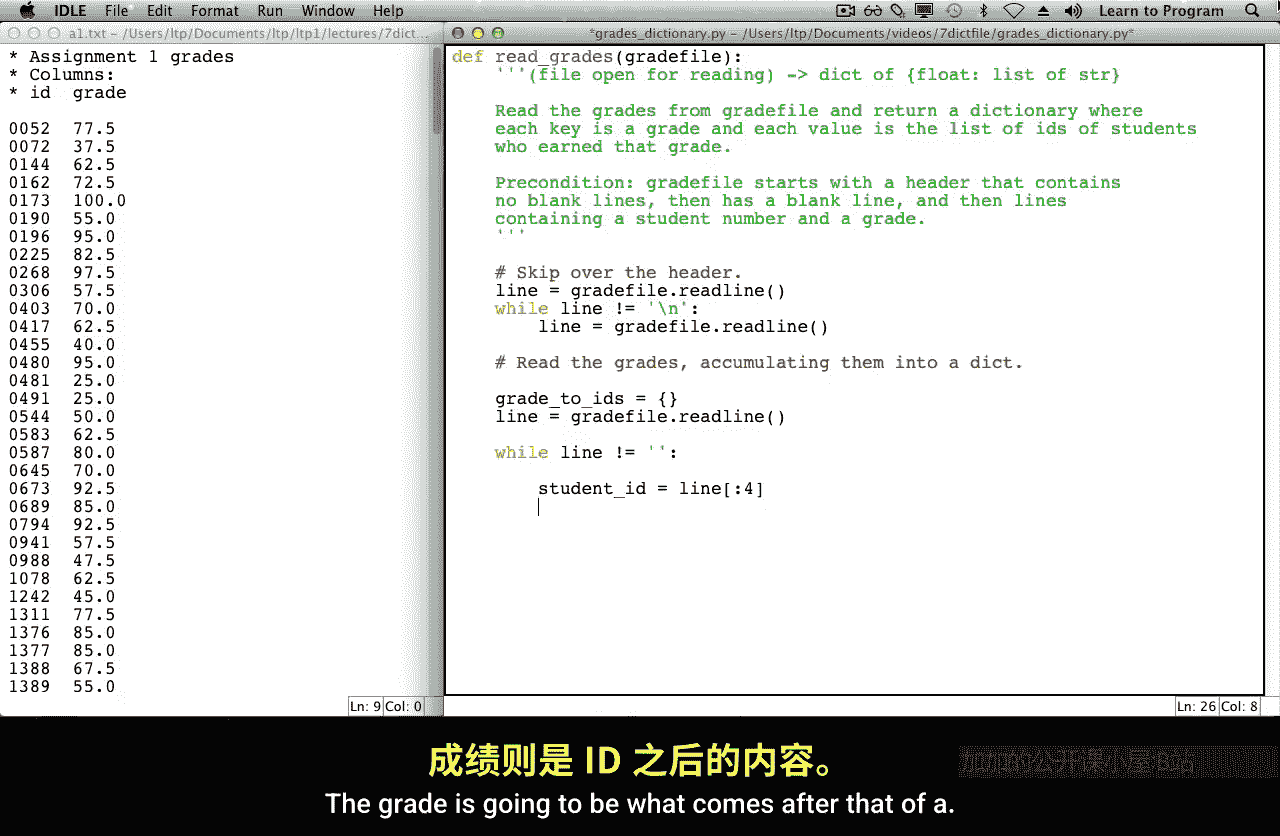 IDLE File Edit Format Run Window Help Learn to Program
a1.txt – /Users/ltp/Documents/ltp/ltp1/lectures/7dict...
*grades_dictionary.py – /Users/ltp/Documents/videos/7dictfile/grades_dictionary.py*
* Assignment 1 grades
* Columns:
* id grade
0052 77.5
0072 37.5
0144 62.5
0162 72.5
0173 100.0
0190 55.0
0196 95.0
0225 82.5
0268 97.5
0306 57.5
0403 70.0
0417 62.5
0455 40.0
0480 95.0
0481 25.0
0491 25.0
0544 50.0
0583 62.5
0587 80.0
0645 70.0
0673 92.5
0689 85.0
0794 92.5
0941 57.5
0988 47.5
1078 62.5
1242 45.0
1311 77.5
1376 85.0
1377 85.0
1388 67.5
1389 55.0
Ln: 9 Col: 0
def read_grades(gradefile):
'''(file open for reading) -> dict of {float: list of str}
Read the grades from gradefile and return a dictionary where
each key is a grade and each value is the list of ids of students
who earned that grade.
Precondition: gradefile starts with a header that contains
no blank lines, then has a blank line, and then lines
containing a student number and a grade.
'''
# Skip over the header.
line = gradefile.readline()
while line != '\n':
line = gradefile.readline()
# Read the grades, accumulating them into a dict.
grade_to_ids = {}
line = gradefile.readline()
while line != '':
student_id = line[:4]
Ln: 26 Col: 8
成绩则是 ID 之后的内容。
The grade is going to be what comes after that of a.